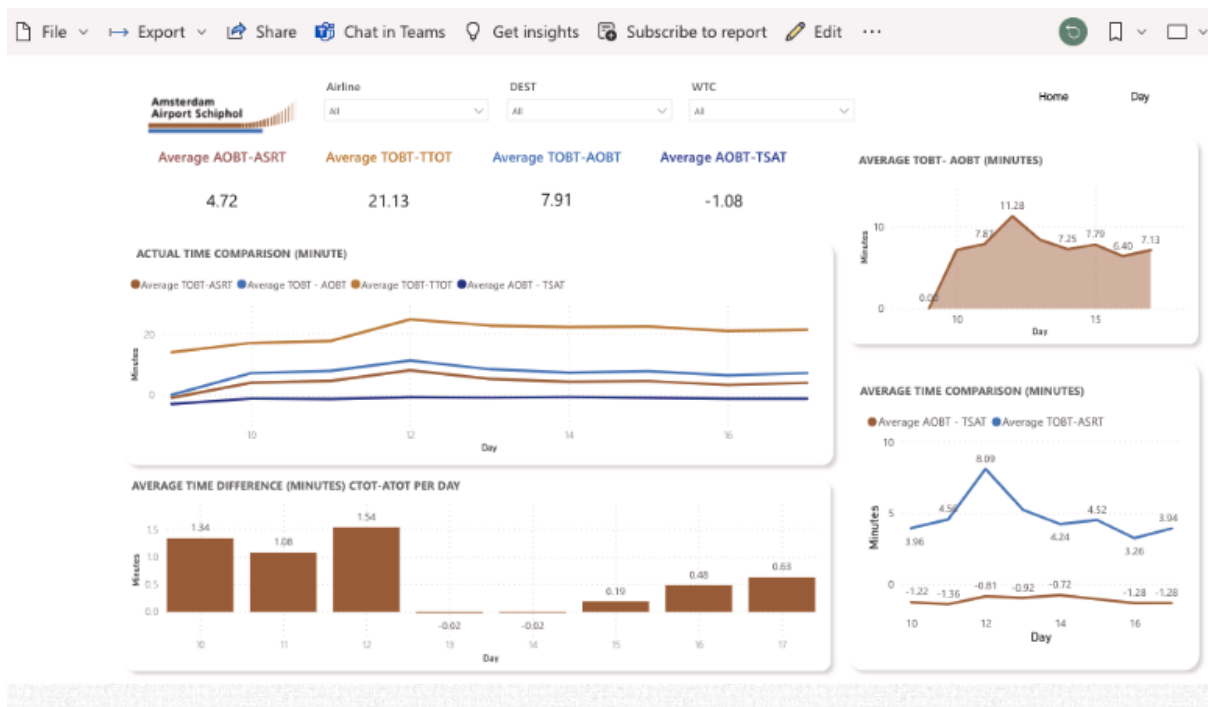 File Export Share Chat in Teams Get insights Subscribe to report Edit ...
Amsterdam
Airport Schiphol
Airline DEST WTC
All All All
Home Day
Average AOBT-ASRT Average TOBT-TTOT Average TOBT-AOBT Average AOBT-TSAT
4.72 21.13 7.91 -1.08
ACTUAL TIME COMPARISON (MINUTE)
Average TOBT-ASRT Average TOBT - AOBT Average TOBT-TTOT Average AOBT - TSAT
Minutes
20
0
10 12 14 16
Day
AVERAGE TIME DIFFERENCE (MINUTES) CTOT-ATOT PER DAY
Minutes
1.5
1.0
0.5
0.0
1.34 1.08 1.54 -0.02 -0.02 0.19 0.48 0.63
10 11 12 13 14 15 16 17
Day
AVERAGE TOBT- AOBT (MINUTES)
Minutes
10
0
7.87 11.28 7.25 7.79 6.40 7.13
10 15
Day
AVERAGE TIME COMPARISON (MINUTES)
Average AOBT - TSAT Average TOBT-ASRT
Minutes
10
5
0
3.96 8.09 4.24 4.52 3.26 3.94
-1.22 -1.36 -0.81 -0.92 -0.72 -1.28 -1.28
10 12 14 16
Day